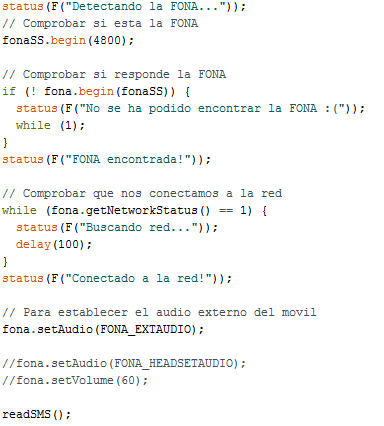 status(F("Detectando la FONA..."));
// Comprobar si esta la FONA
fonaSS.begin(4800);

// Comprobar si responde la FONA
if (! fona.begin(fonaSS)) {
  status(F("No se ha podido encontrar la FONA :("));
  while (1);
}
status(F("FONA encontrada!"));

// Comprobar que nos conectamos a la red
while (fona.getNetworkStatus() == 1) {
  status(F("Buscando red..."));
  delay(100);
}
status(F("Conectado a la red!"));

// Para establecer el audio externo del movil
fona.setAudio(FONA_EXTAUDIO);

//fona.setAudio(FONA_HEADSETAUDIO);
//fona.setVolume(60);

readSMS();